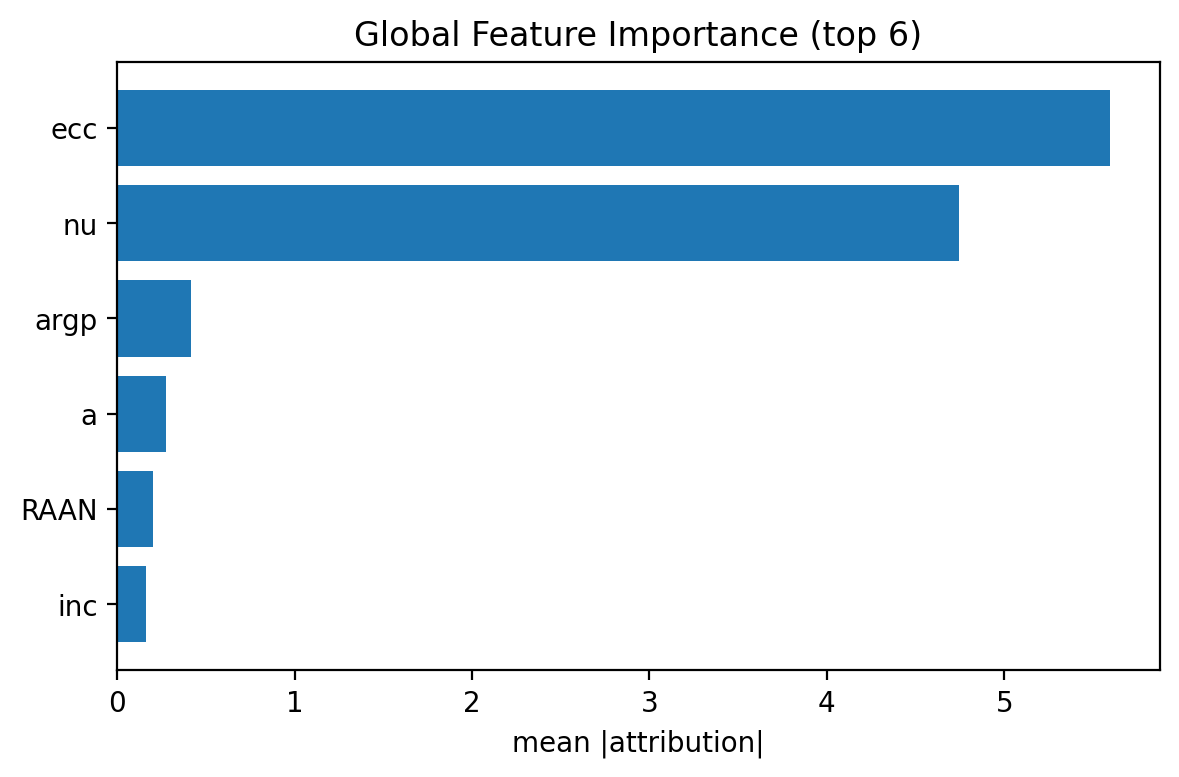 Global Feature Importance (top 6)
ecc
nu
argp
a
RAAN
inc
0 1 2 3 4 5
mean |attribution|